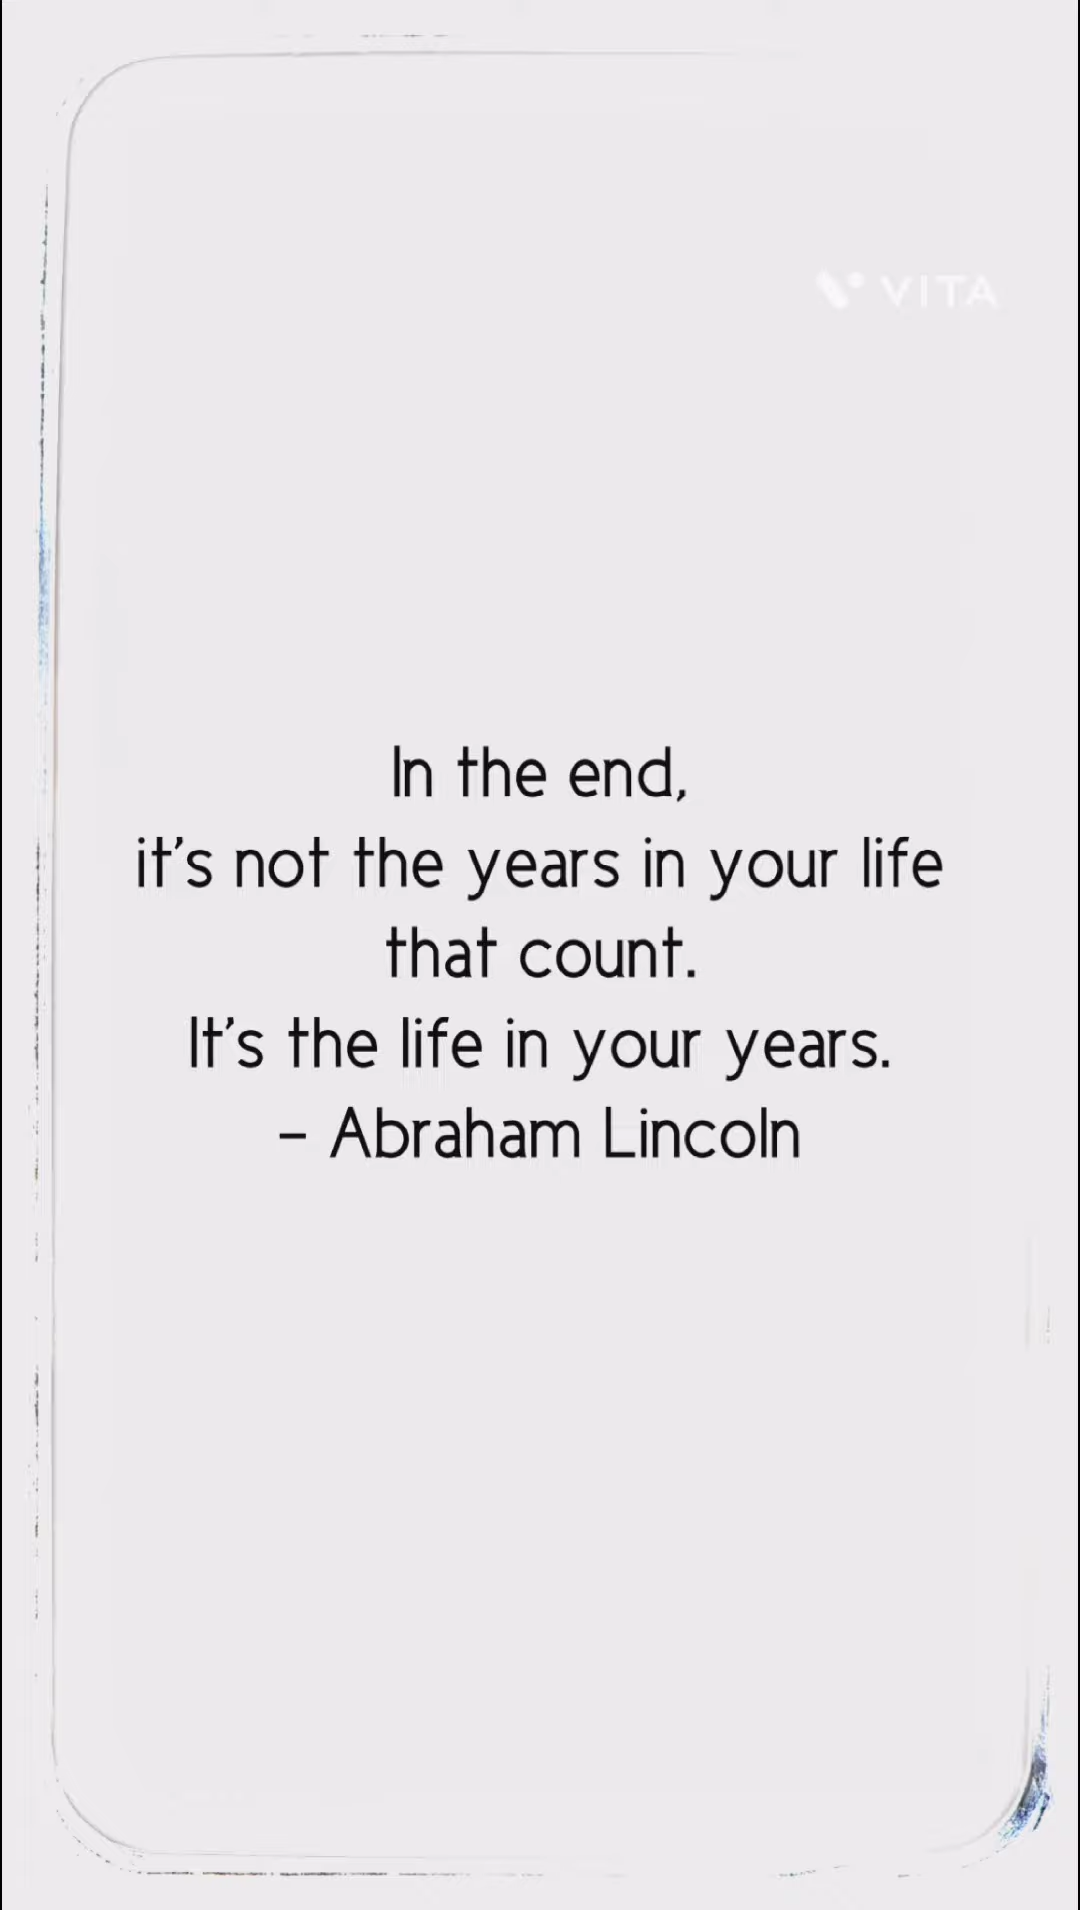 VITA
In the end,
it's not the years in your life
that count.
It's the life in your years.
– Abraham Lincoln